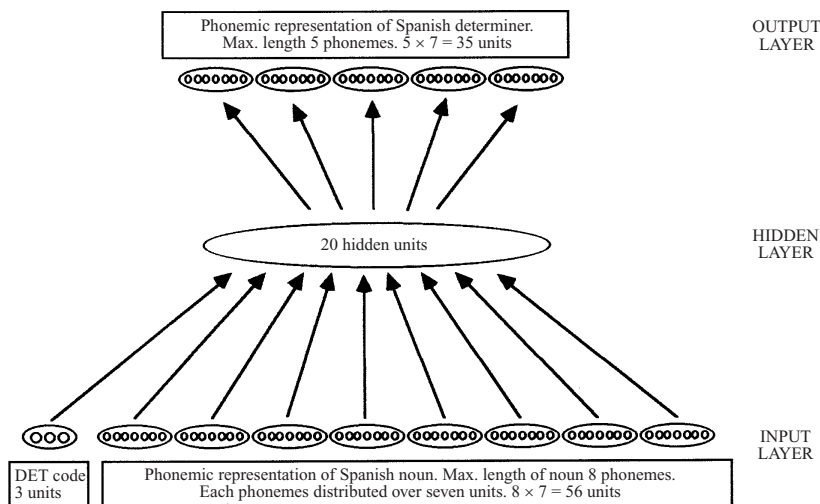 Phonemic representation of Spanish determiner.
Max. length 5 phonemes. 5 × 7 = 35 units
OUTPUT
LAYER
20 hidden units
HIDDEN
LAYER
INPUT
LAYER
DET code
3 units
Phonemic representation of Spanish noun. Max. length of noun 8 phonemes.
Each phonemes distributed over seven units. 8 × 7 = 56 units